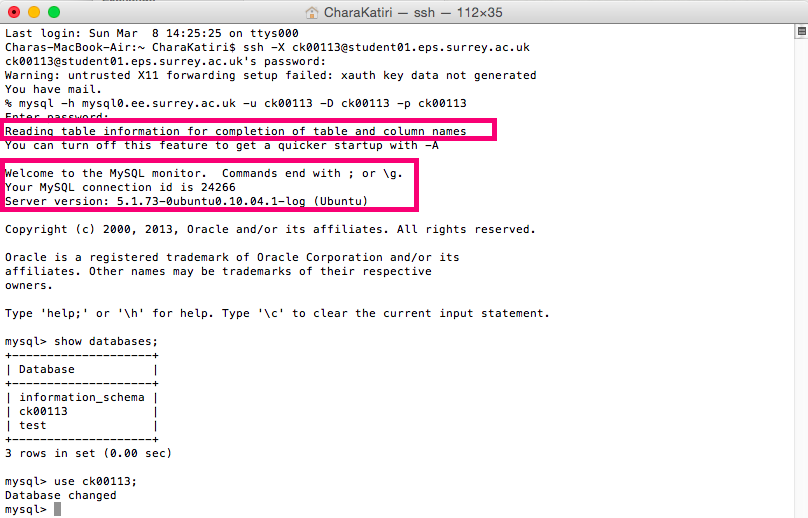 CharaKatiri — ssh — 112×35
Last login: Sun Mar  8 14:25:25 on ttys000
Charas-MacBook-Air:~ CharaKatiri$ ssh -X ck00113@student01.eps.surrey.ac.uk
ck00113@student01.eps.surrey.ac.uk's password:
Warning: untrusted X11 forwarding setup failed: xauth key data not generated
You have mail.
% mysql -h mysql0.ee.surrey.ac.uk -u ck00113 -D ck00113 -p ck00113
Enter password:
Reading table information for completion of table and column names
You can turn off this feature to get a quicker startup with -A
Welcome to the MySQL monitor.  Commands end with ; or \g.
Your MySQL connection id is 24266
Server version: 5.1.73-0ubuntu0.10.04.1-log (Ubuntu)
Copyright (c) 2000, 2013, Oracle and/or its affiliates. All rights reserved.
Oracle is a registered trademark of Oracle Corporation and/or its
affiliates. Other names may be trademarks of their respective
owners.
Type 'help;' or '\h' for help. Type '\c' to clear the current input statement.
mysql> show databases;
+--------------------+
| Database           |
+--------------------+
| information_schema |
| ck00113            |
| test               |
+--------------------+
3 rows in set (0.00 sec)
mysql> use ck00113;
Database changed
mysql>